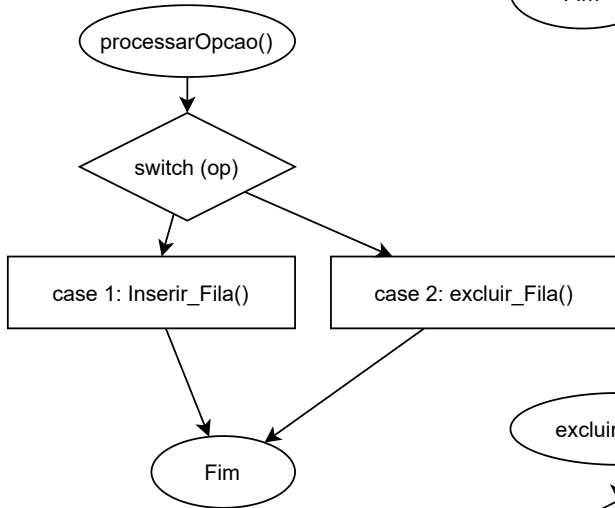 processarOpcao()
switch (op)
case 1: Inserir_Fila()
case 2: excluir_Fila()
Fim